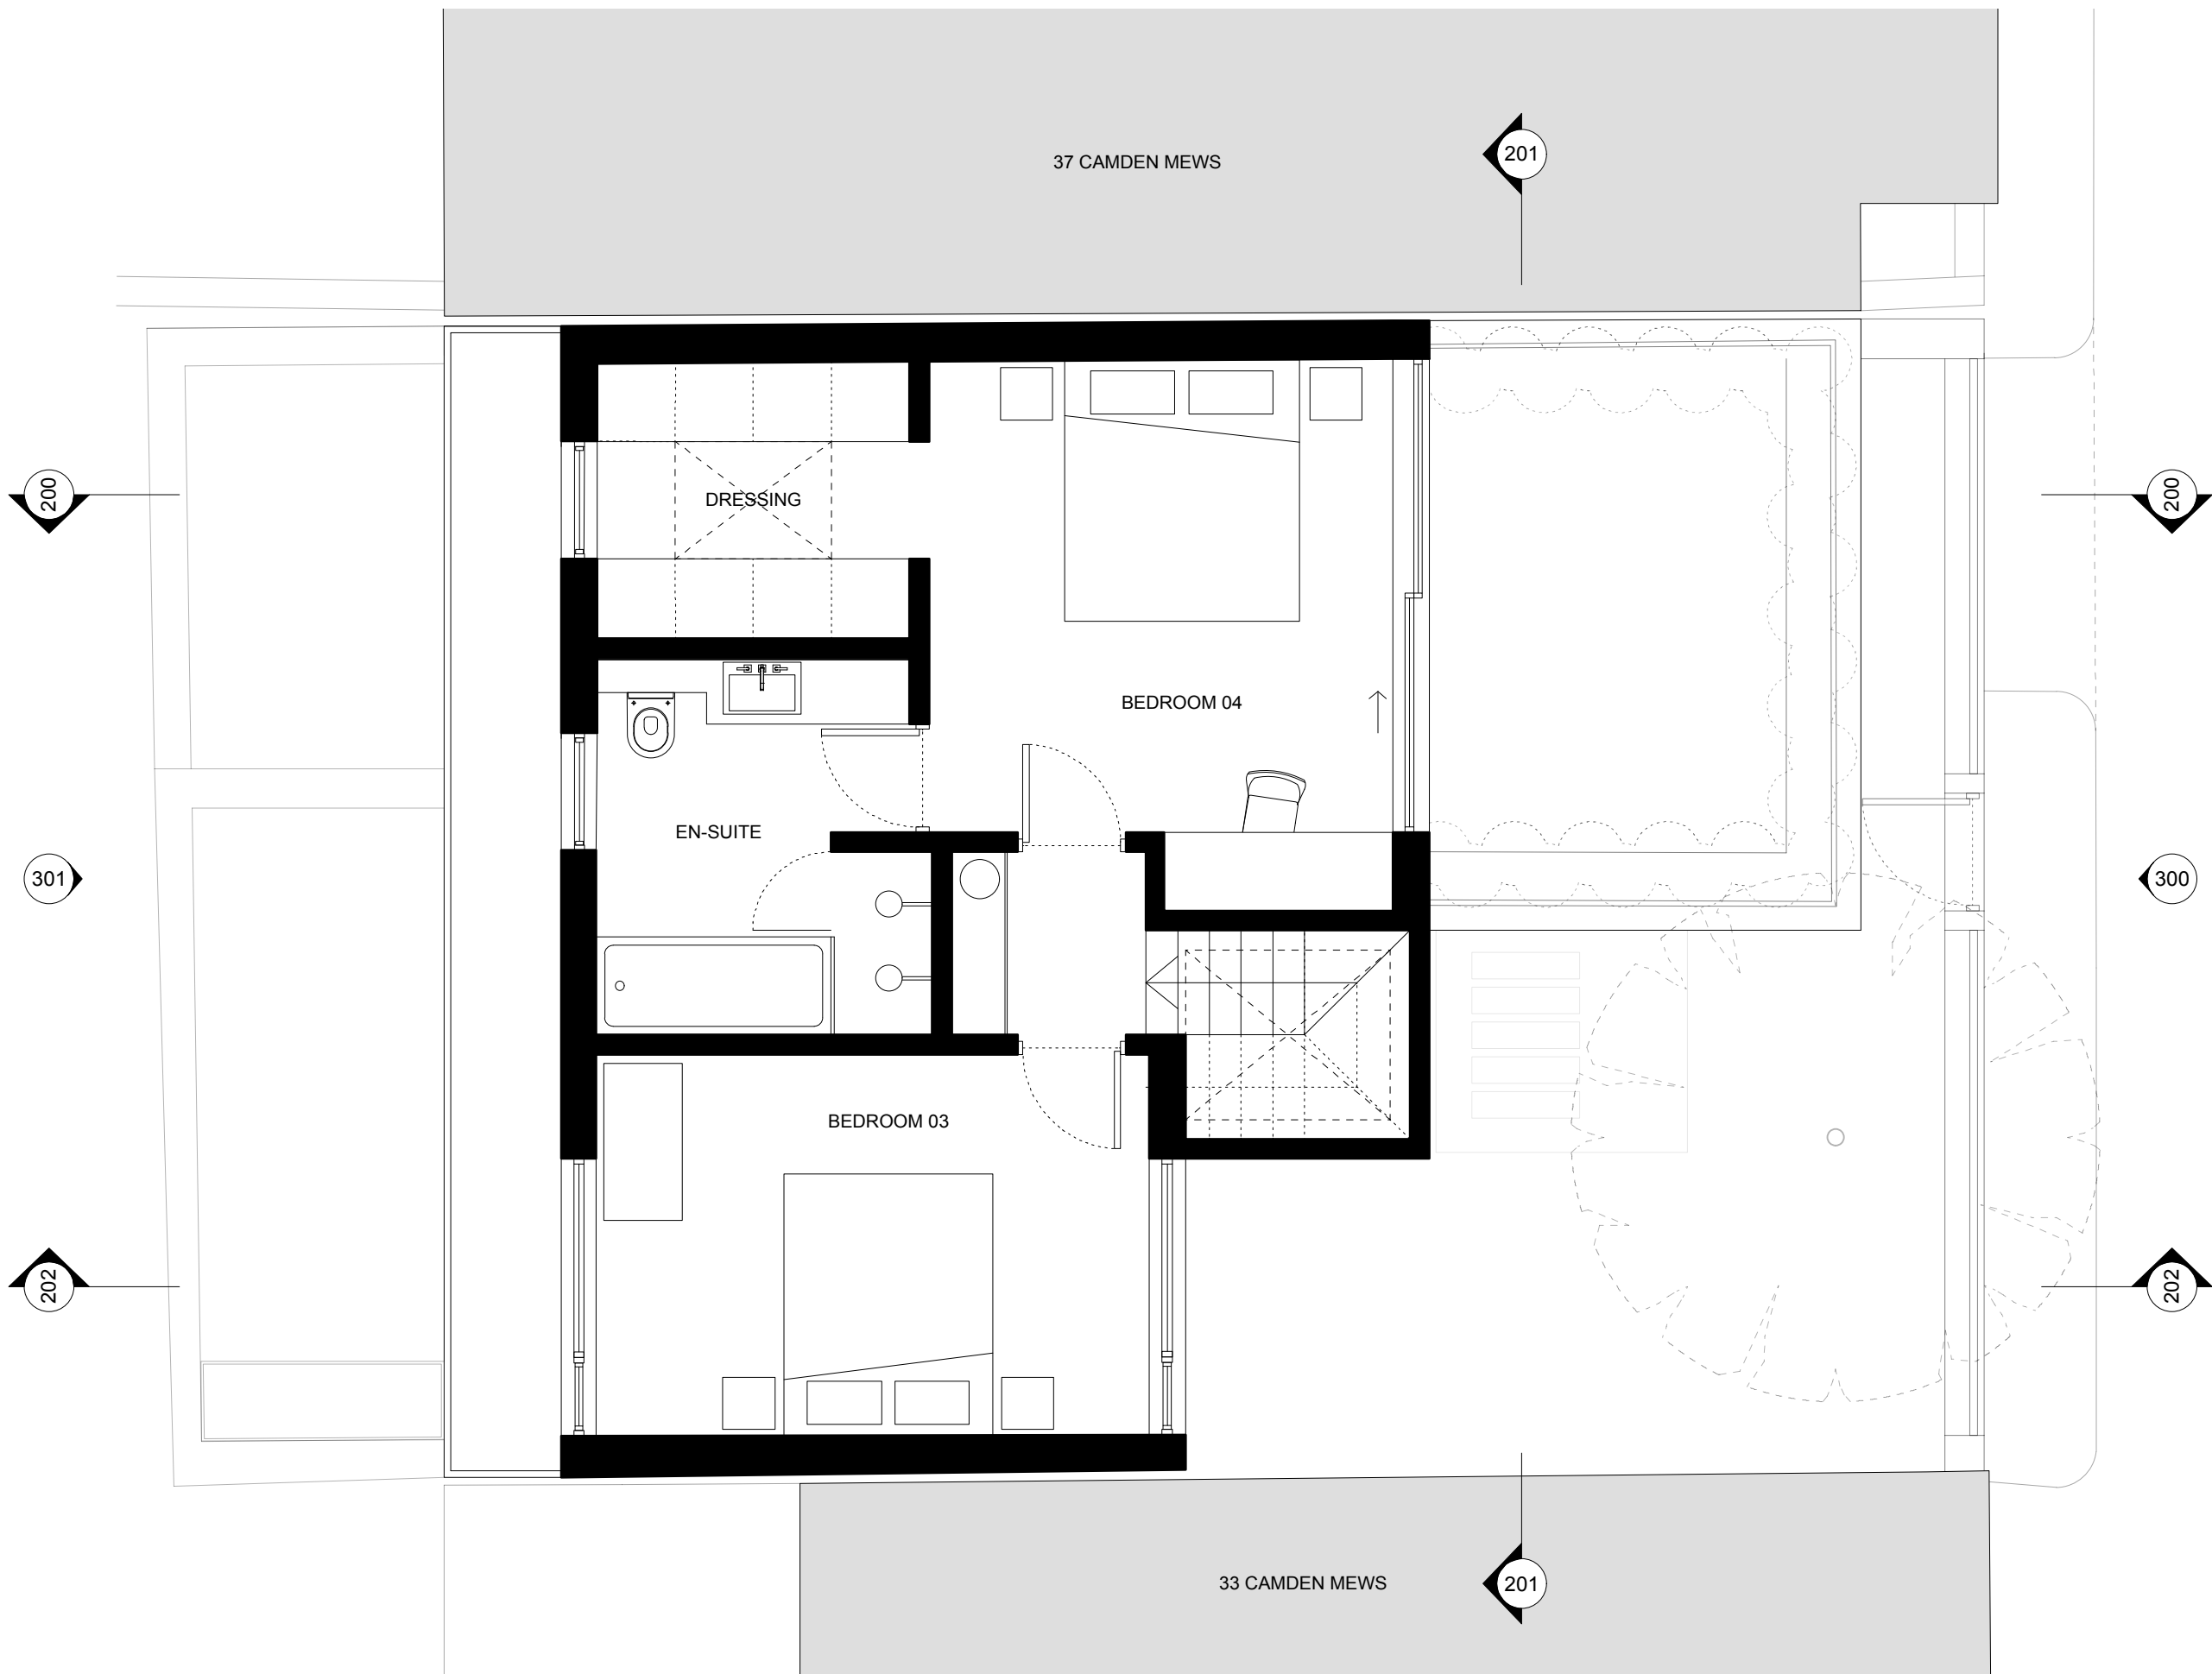 37 CAMDEN MEWS
201
200
DRESSING
200
BEDROOM 04
EN-SUITE
301
300
BEDROOM 03
202
202
33 CAMDEN MEWS
201